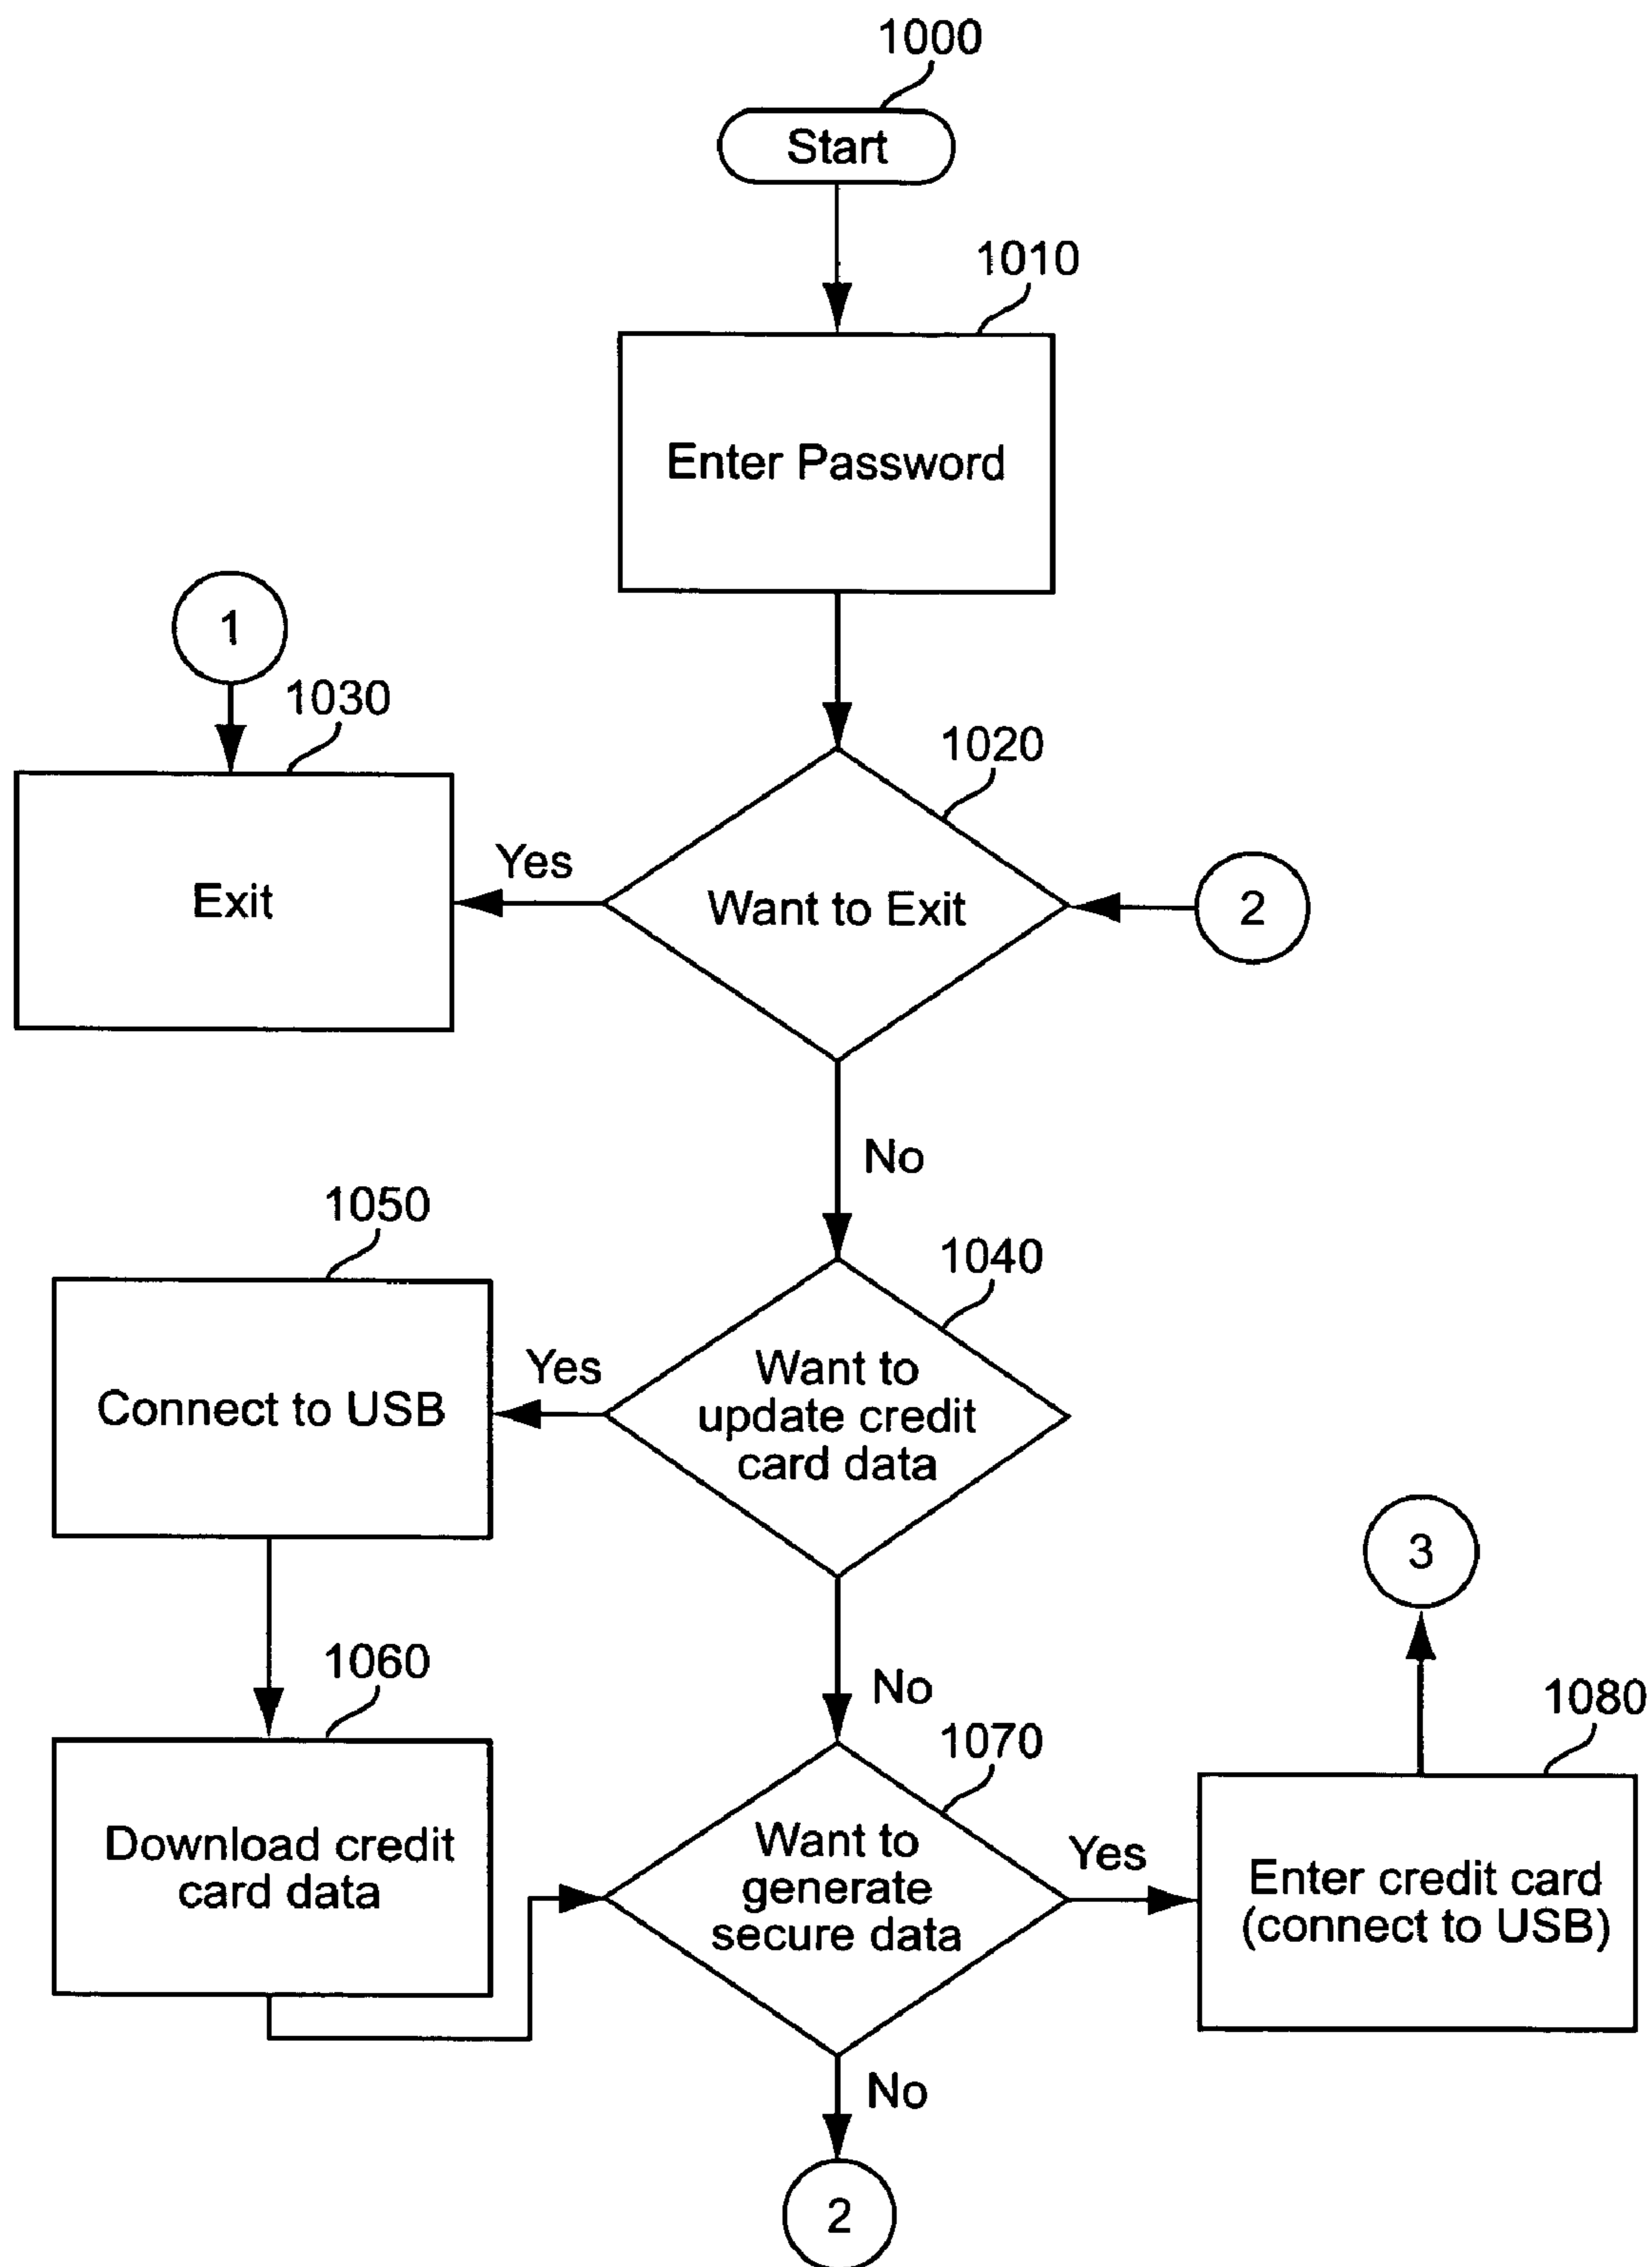 1000
Start
1010
Enter Password
1
1030
Exit
Yes
1020
Want to Exit
2
No
1050
Connect to USB
Yes
1040
Want to
update credit
card data
3
No
1060
Download credit
card data
1070
Want to
generate
secure data
Yes
1080
Enter credit card
(connect to USB)
No
2